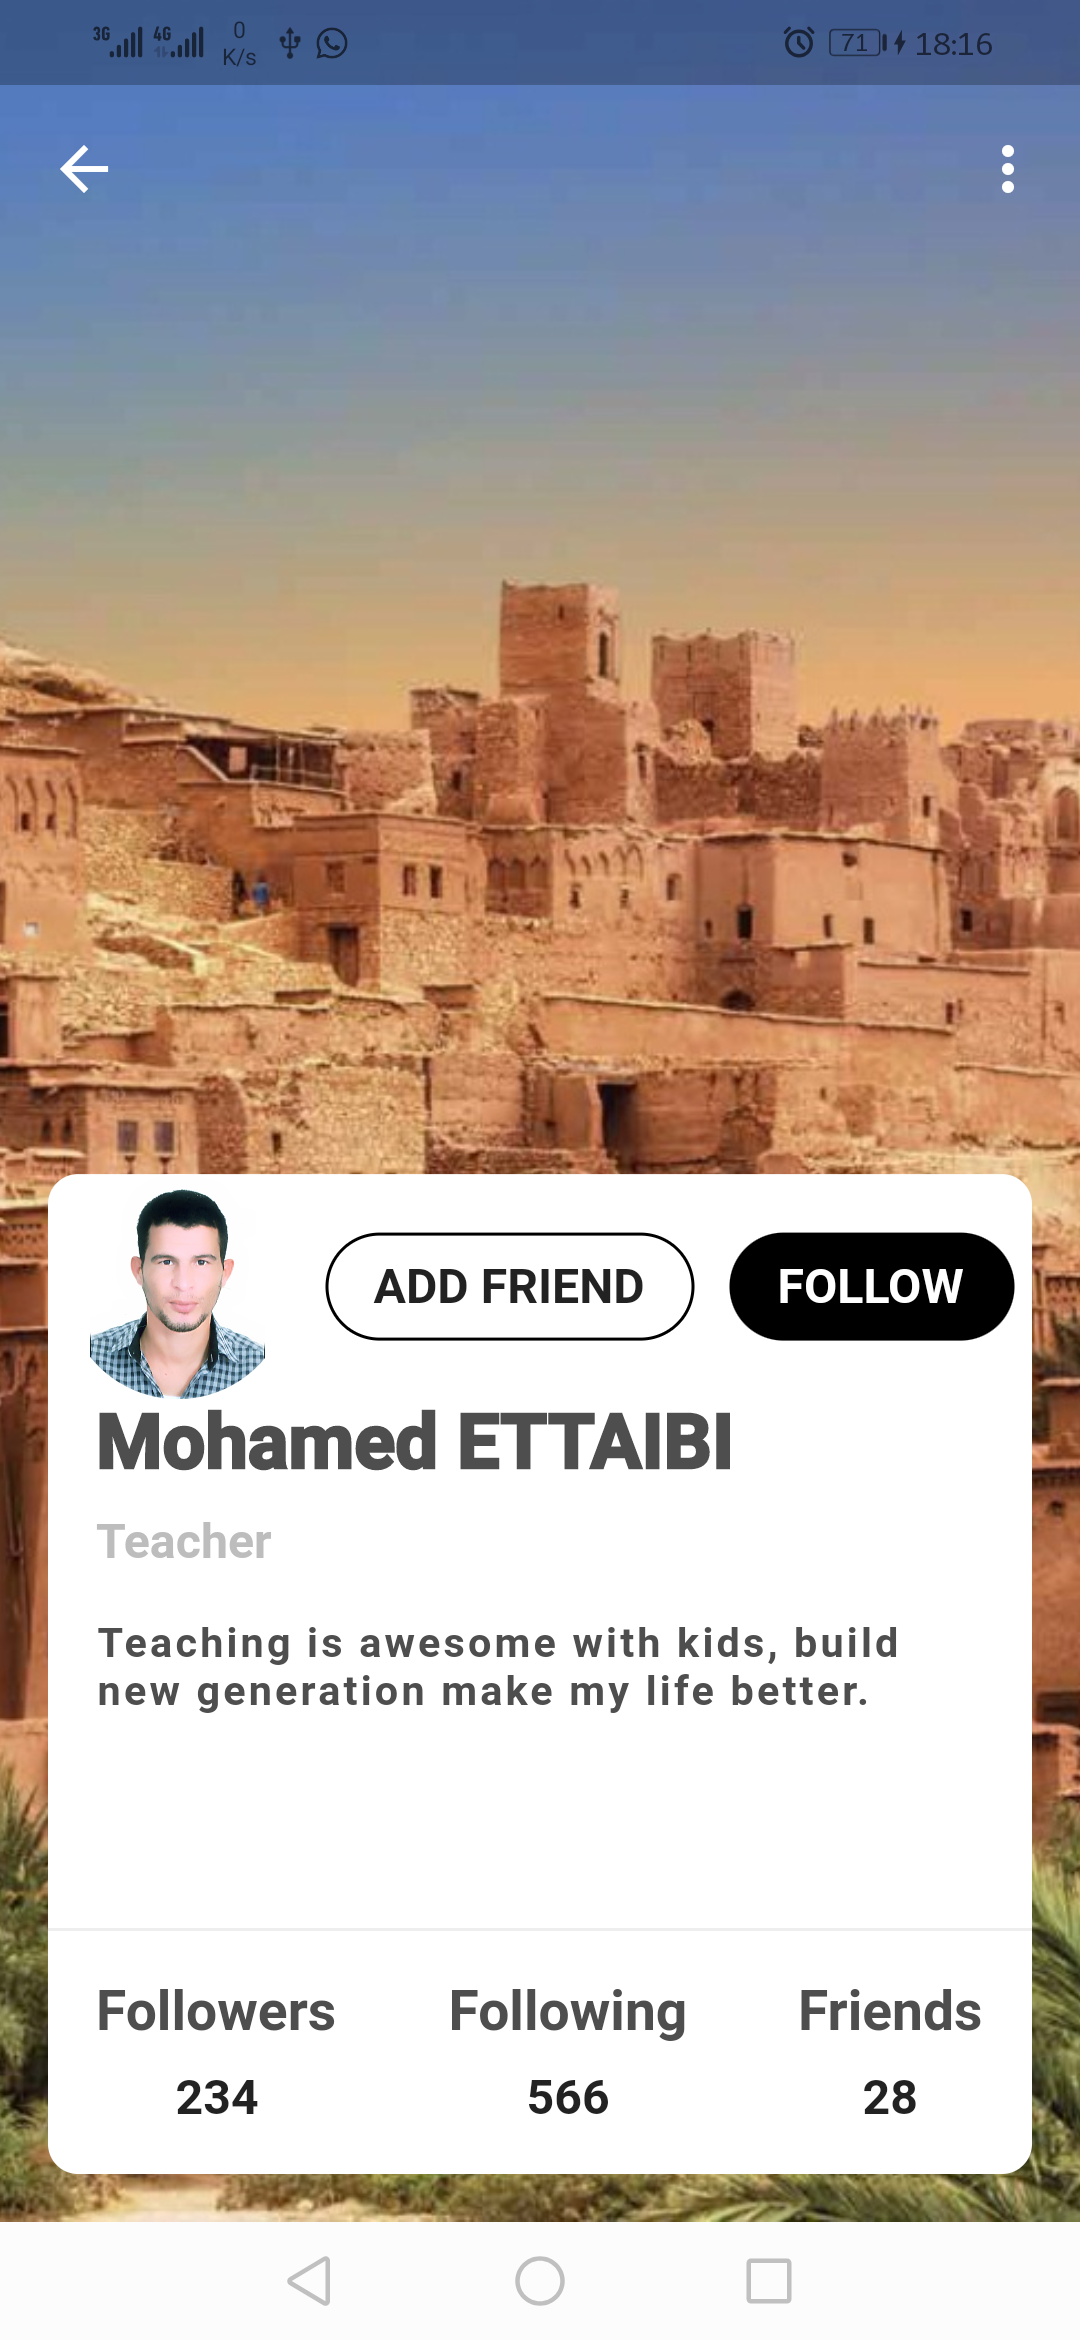 3G 4G 0 K/s 71 18:16
ADD FRIEND FOLLOW
Mohamed ETTAIBI
Teacher
Teaching is awesome with kids, build
new generation make my life better.
Followers Following Friends
234 566 28